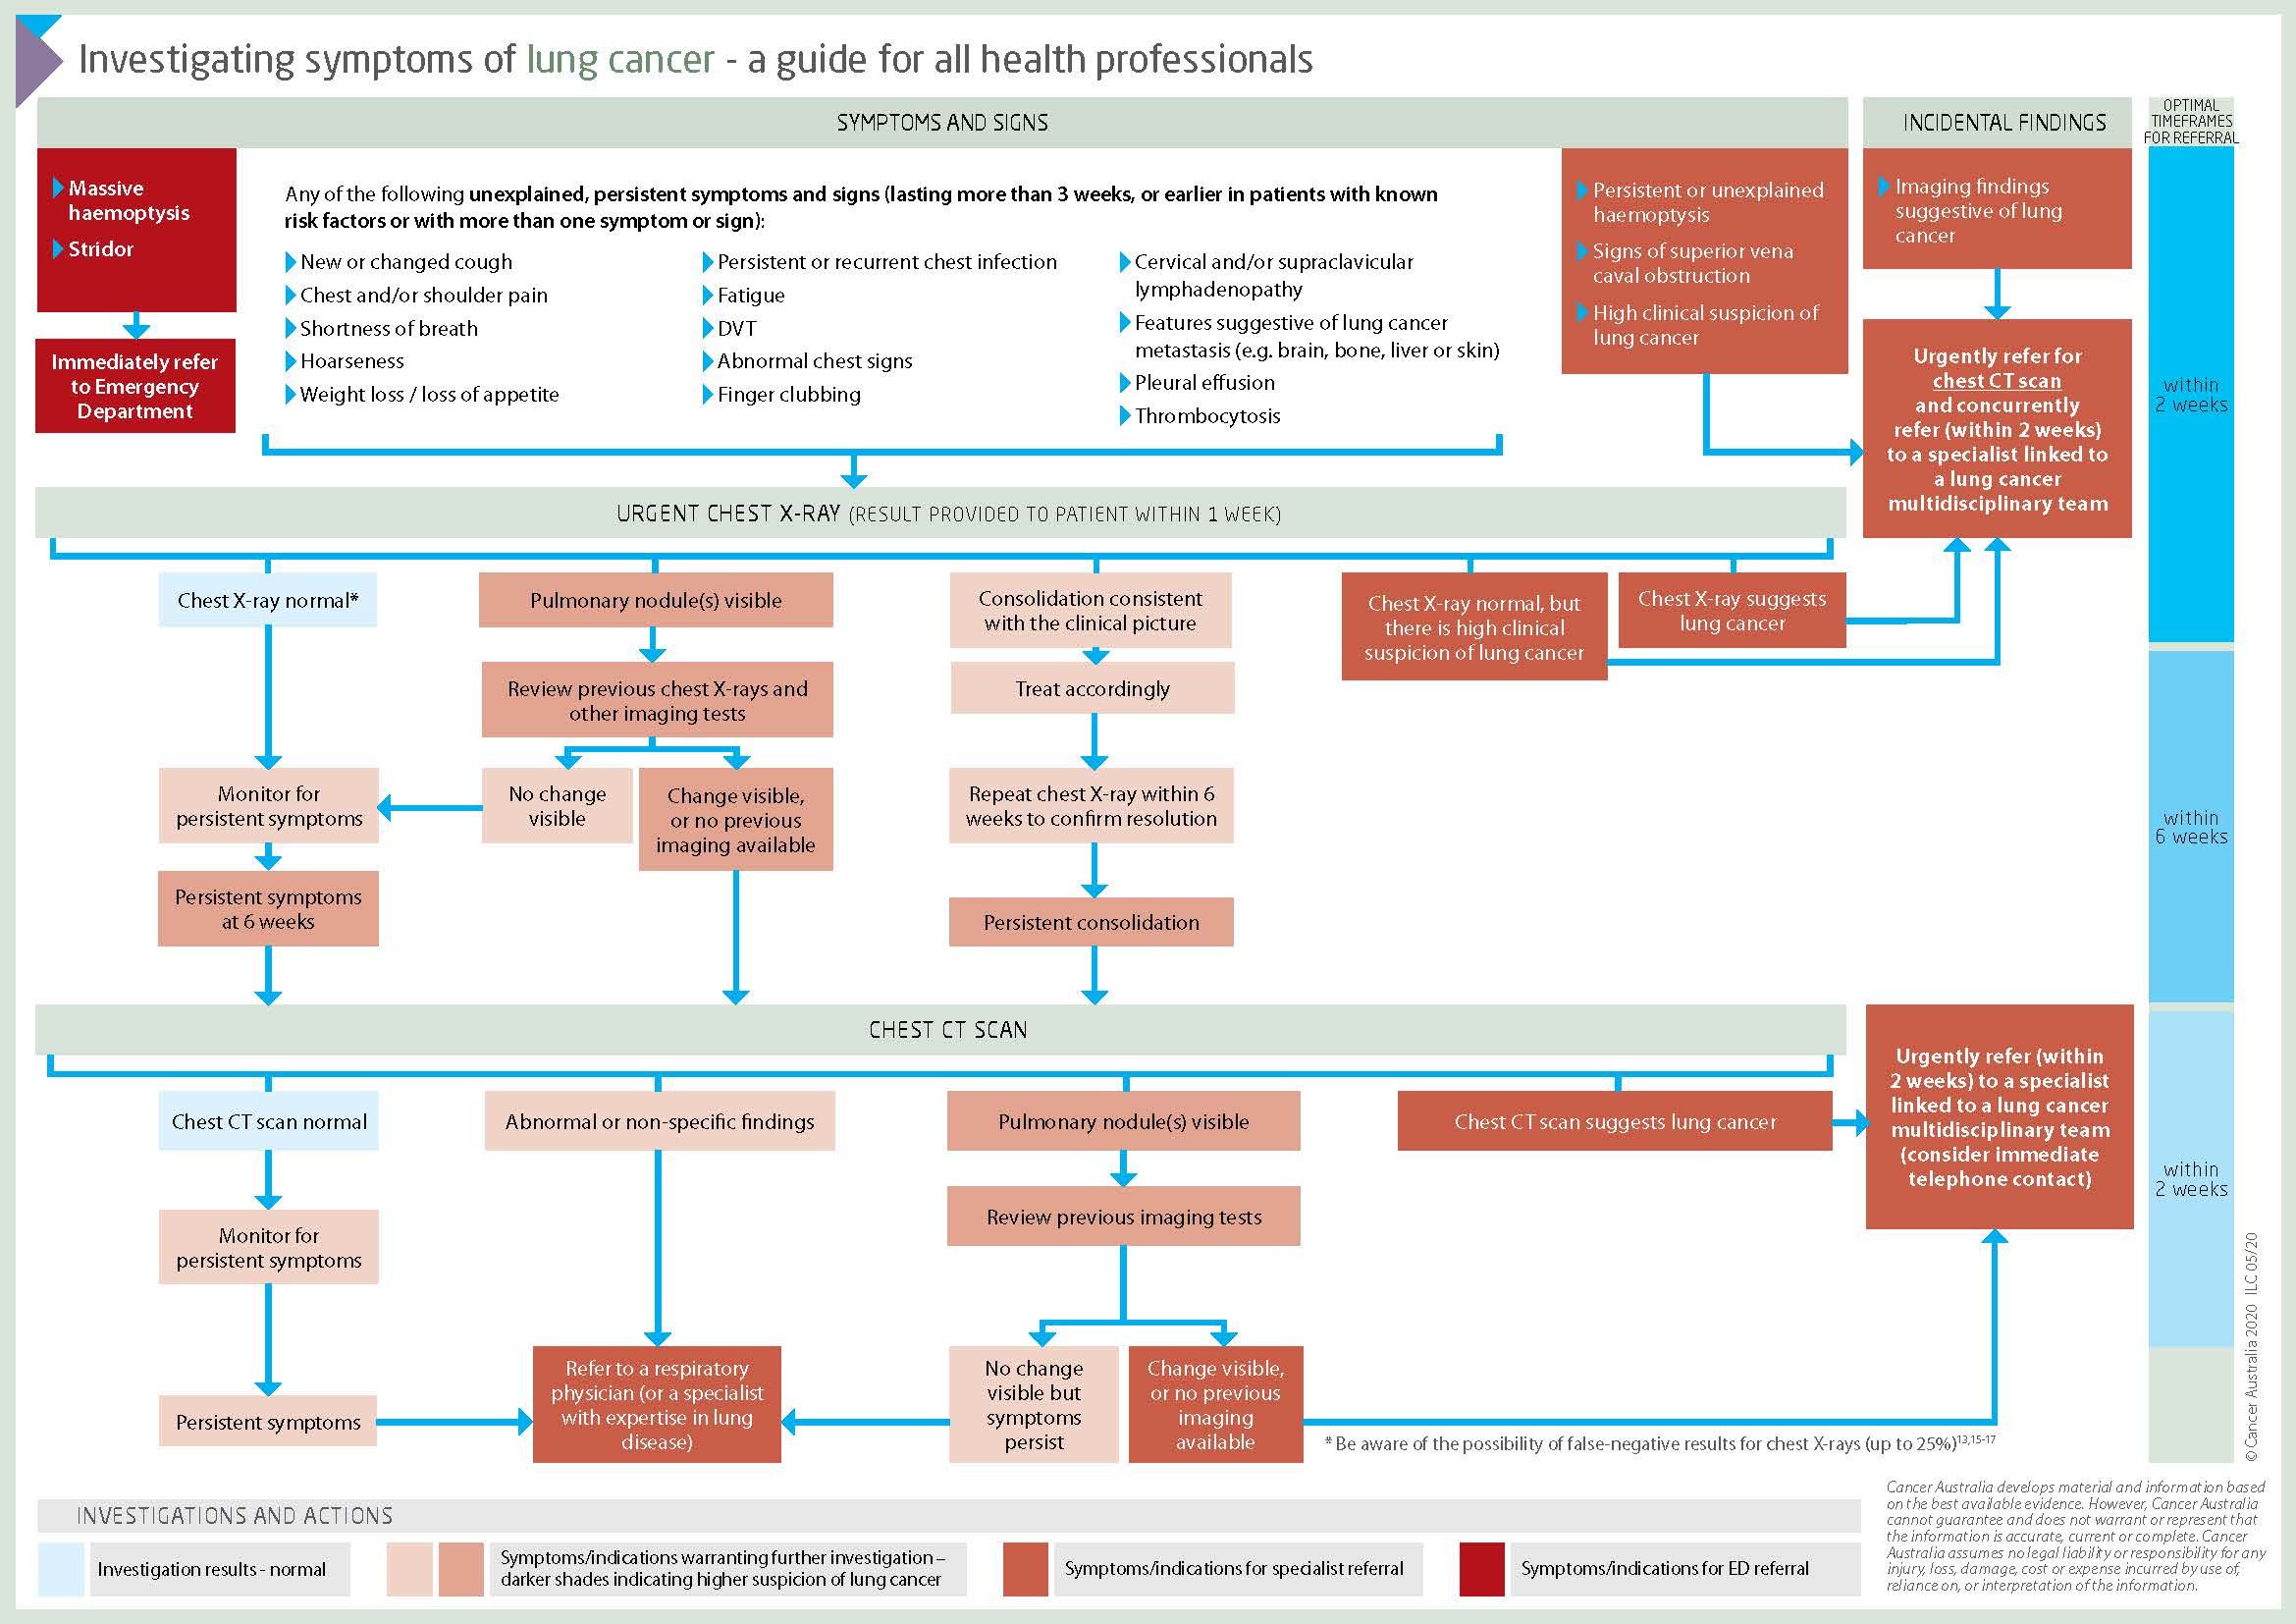 Investigating symptoms of lung cancer - a guide for all health professionals
SYMPTOMS AND SIGNS
INCIDENTAL FINDINGS
OPTIMAL
TIMEFRAMES
FOR REFERRAL
Massive
haemoptysis
Stridor
Immediately refer
to Emergency
Department
Any of the following unexplained, persistent symptoms and signs (lasting more than 3 weeks, or earlier in patients with known
risk factors or with more than one symptom or sign):
New or changed cough
Chest and/or shoulder pain
Shortness of breath
Hoarseness
Weight loss / loss of appetite
Persistent or recurrent chest infection
Fatigue
DVT
Abnormal chest signs
Finger clubbing
Cervical and/or supraclavicular
lymphadenopathy
Features suggestive of lung cancer
metastasis (e.g. brain, bone, liver or skin)
Pleural effusion
Thrombocytosis
Persistent or unexplained
haemoptysis
Signs of superior vena
caval obstruction
High clinical suspicion of
lung cancer
Imaging findings
suggestive of lung
cancer
Urgently refer for
chest CT scan
and concurrently
refer (within 2 weeks)
to a specialist linked to
a lung cancer
multidisciplinary team
within
2 weeks
URGENT CHEST X-RAY (RESULT PROVIDED TO PATIENT WITHIN 1 WEEK)
Chest X-ray normal*
Pulmonary nodule(s) visible
Consolidation consistent
with the clinical picture
Chest X-ray normal, but
there is high clinical
suspicion of lung cancer
Chest X-ray suggests
lung cancer
Review previous chest X-rays and
other imaging tests
Treat accordingly
Monitor for
persistent symptoms
No change
visible
Change visible,
or no previous
imaging available
Repeat chest X-ray within 6
weeks to confirm resolution
within
6 weeks
Persistent symptoms
at 6 weeks
Persistent consolidation
CHEST CT SCAN
Chest CT scan normal
Abnormal or non-specific findings
Pulmonary nodule(s) visible
Chest CT scan suggests lung cancer
Urgently refer (within
2 weeks) to a specialist
linked to a lung cancer
multidisciplinary team
(consider immediate
telephone contact)
within
2 weeks
Monitor for
persistent symptoms
Review previous imaging tests
Persistent symptoms
Refer to a respiratory
physician (or a specialist
with expertise in lung
disease)
No change
visible but
symptoms
persist
Change visible,
or no previous
imaging
available
* Be aware of the possibility of false-negative results for chest X-rays (up to 25%)13,15-17
© Cancer Australia 2020 ILC 05/20
INVESTIGATIONS AND ACTIONS
Investigation results - normal
Symptoms/indications warranting further investigation –
darker shades indicating higher suspicion of lung cancer
Symptoms/indications for specialist referral
Symptoms/indications for ED referral
Cancer Australia develops material and information based
on the best available evidence. However, Cancer Australia
cannot guarantee and does not warrant or represent that
the information is accurate, current or complete. Cancer
Australia assumes no legal liability or responsibility for any
injury, loss, damage, cost or expense incurred by use of,
reliance on, or interpretation of the information.